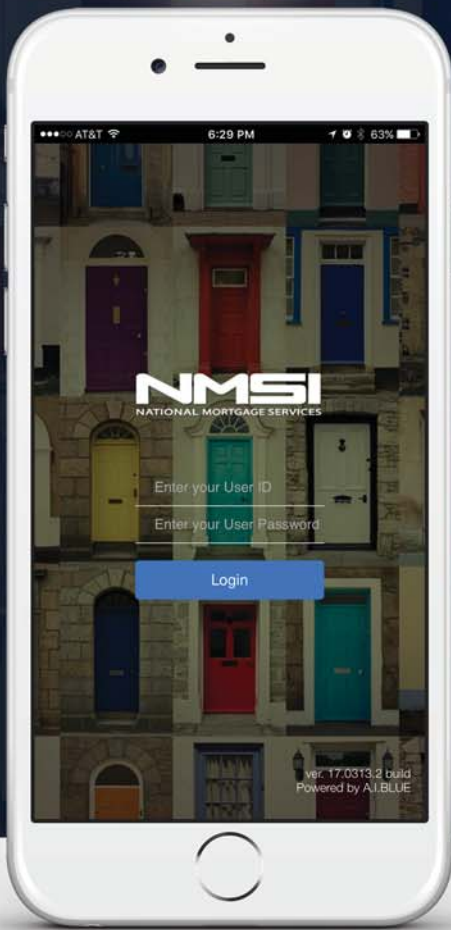 AT&T 6:29 PM 63%
NMSI
NATIONAL MORTGAGE SERVICES
Enter your User ID
Enter your User Password
Login
ver. 17.0313.2 build
Powered by A.I.BLUE